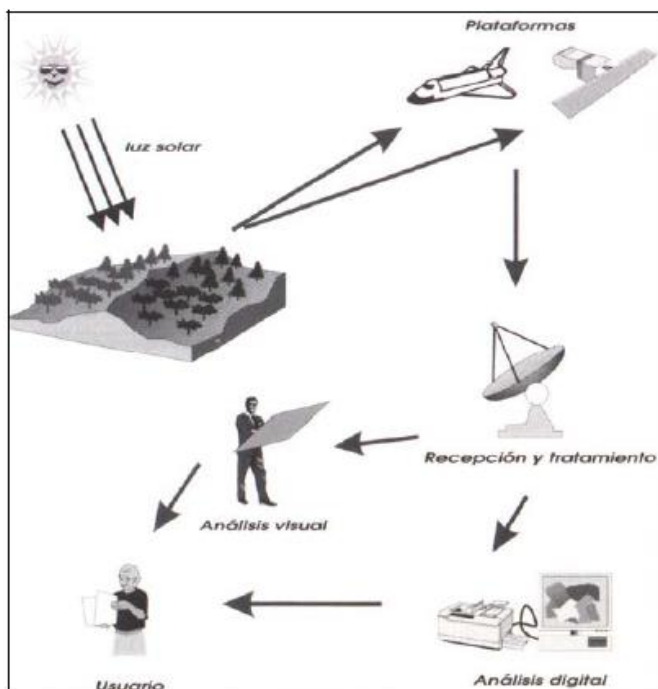 Plataformas
luz solar
Recepción y tratamiento
Análisis visual
Usuario
Análisis digital